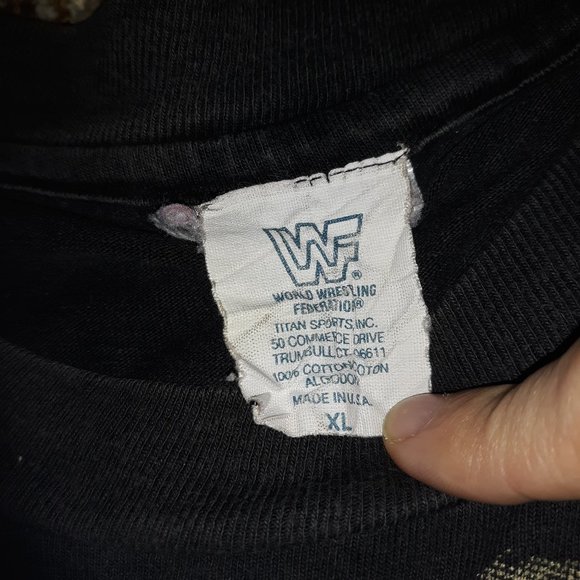 WF®
WORLD WRESTLING
FEDERATION®
TITAN SPORTS, INC.
50 COMMERCE DRIVE
TRUMBULL, CT. 06611
100% COTTON/COTON
ALGODON
MADE IN U.S.A.
XL